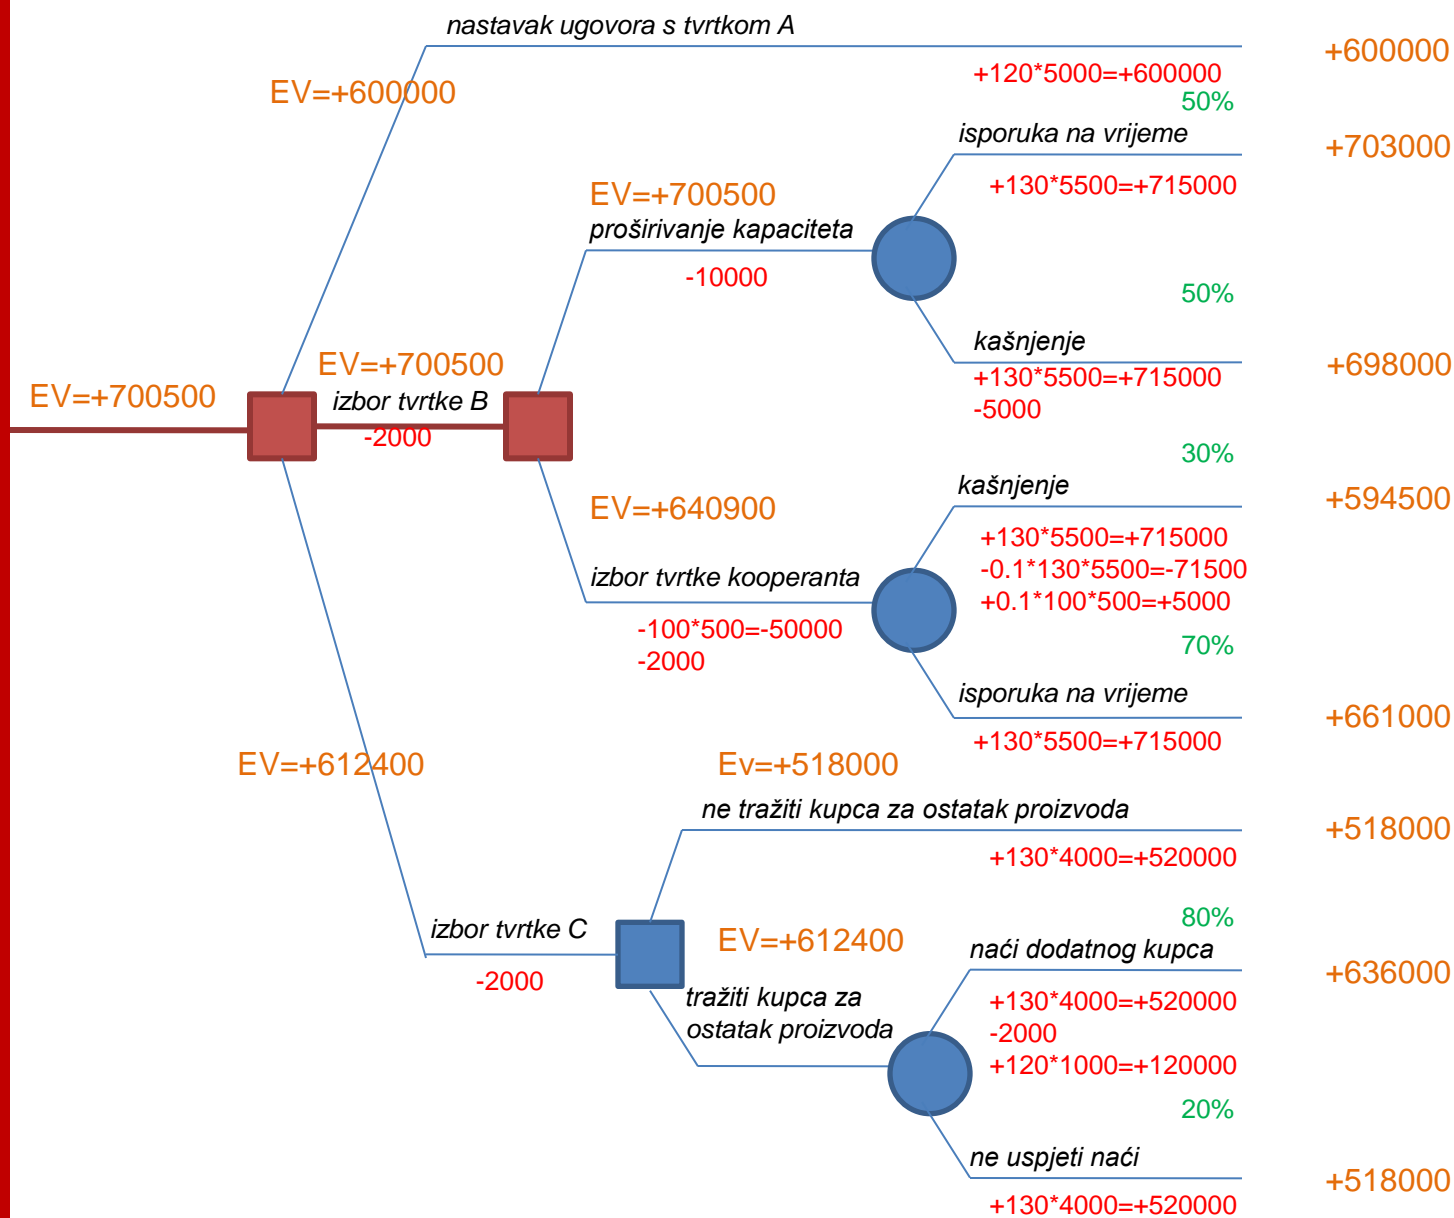 nastavak ugovora s tvrtkom A
+600000
+120*5000=+600000
EV=+600000
50%
isporuka na vrijeme
+703000
+130*5500=+715000
EV=+700500
proširivanje kapaciteta
-10000
50%
kašnjenje
+698000
+130*5500=+715000
-5000
EV=+700500
EV=+700500
izbor tvrtke B
-2000
30%
kašnjenje
+594500
EV=+640900
+130*5500=+715000
-0.1*130*5500=-71500
+0.1*100*500=+5000
izbor tvrtke kooperanta
-100*500=-50000
-2000
70%
isporuka na vrijeme
+661000
+130*5500=+715000
EV=+612400
Ev=+518000
ne tražiti kupca za ostatak proizvoda
+518000
+130*4000=+520000
80%
izbor tvrtke C
-2000
EV=+612400
naći dodatnog kupca
+636000
tražiti kupca za
ostatak proizvoda
+130*4000=+520000
-2000
+120*1000=+120000
20%
ne uspjeti naći
+518000
+130*4000=+520000